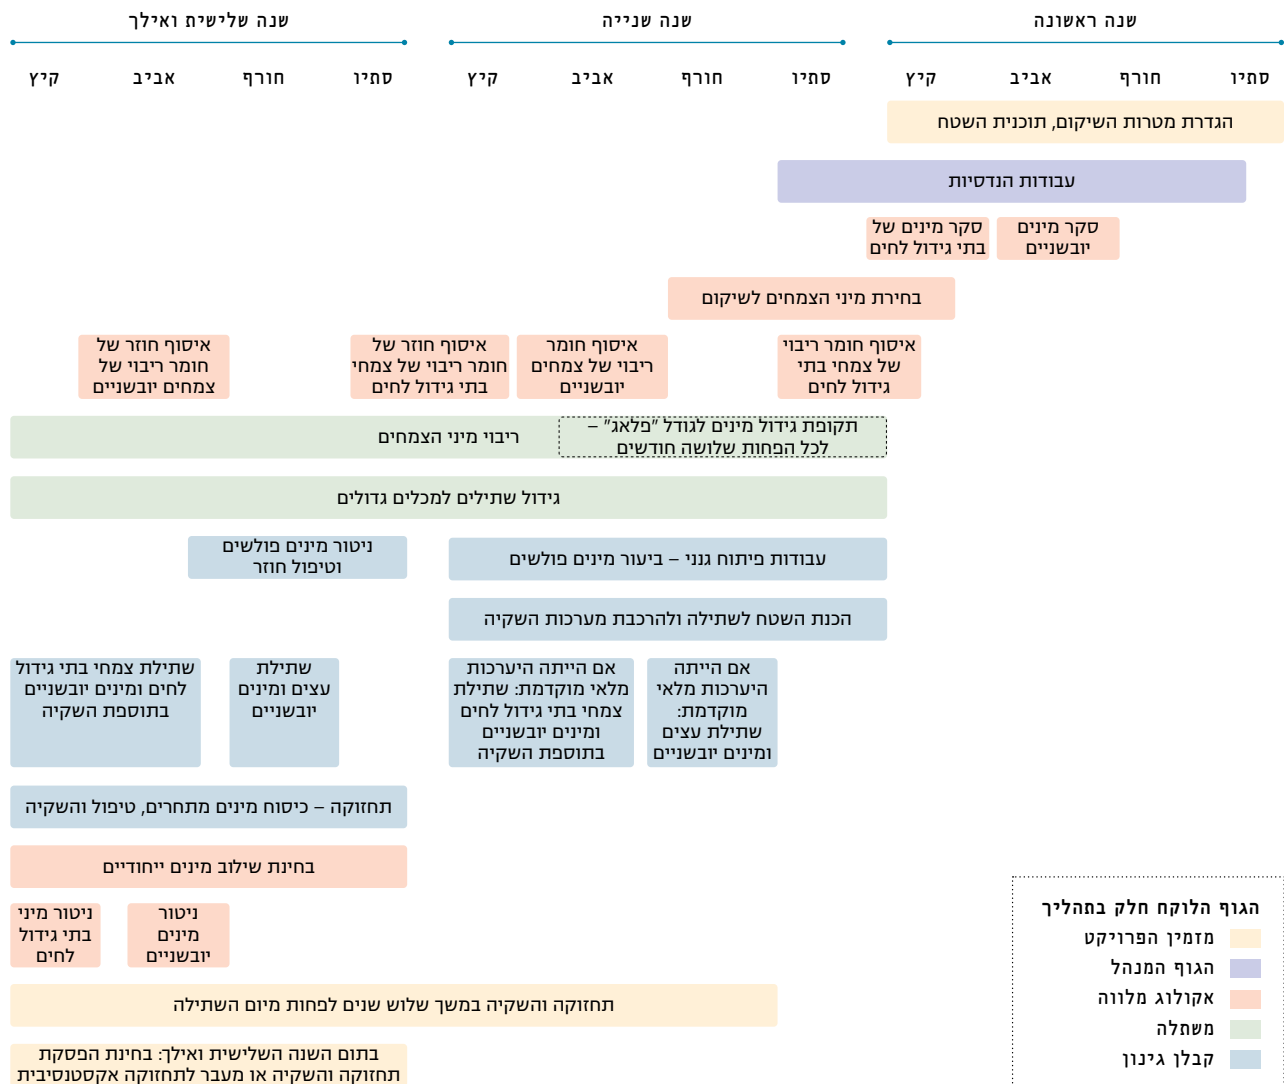 שנה ראשונה
שנה שנייה
שנה שלישית ואילך
סתיו
חורף
אביב
קיץ
סתיו
חורף
אביב
קיץ
סתיו
חורף
אביב
קיץ
הגדרת מטרות השיקום, תוכנית השטח
עבודות הנדסיות
סקר מינים
יובשניים
סקר מינים של
בתי גידול לחים
בחירת מיני הצמחים לשיקום
איסוף חומר ריבוי
של צמחי בתי
גידול לחים
איסוף חומר
ריבוי של צמחים
יובשניים
איסוף חוזר של
חומר ריבוי של צמחי
בתי גידול לחים
איסוף חוזר של
חומר ריבוי של
צמחים יובשניים
תקופת גידול מינים לגודל "פלאג" –
לכל הפחות שלושה חודשים
ריבוי מיני הצמחים
גידול שתילים למכלים גדולים
עבודות פיתוח גנני – ביעור מינים פולשים
ניטור מינים פולשים
וטיפול חוזר
הכנת השטח לשתילה ולהרכבת מערכות השקיה
אם הייתה
היערכות מלאי
מוקדמת:
שתילת עצים
ומינים יובשניים
אם הייתה היערכות
מלאי מוקדמת: שתילת
צמחי בתי גידול לחים
ומינים יובשניים
בתוספת השקיה
שתילת
עצים ומינים
יובשניים
שתילת צמחי בתי גידול
לחים ומינים יובשניים
בתוספת השקיה
תחזוקה – כיסוח מינים מתחרים, טיפול והשקיה
בחינת שילוב מינים ייחודיים
ניטור
מינים
יובשניים
ניטור מיני
בתי גידול
לחים
תחזוקה והשקיה במשך שלוש שנים לפחות מיום השתילה
בתום השנה השלישית ואילך: בחינת הפסקת
תחזוקה והשקיה או מעבר לתחזוקה אקסטנסיבית
הגוף הלוקח חלק בתהליך
מזמין הפרויקט
הגוף המנהל
אקולוג מלווה
משתלה
קבלן גינון